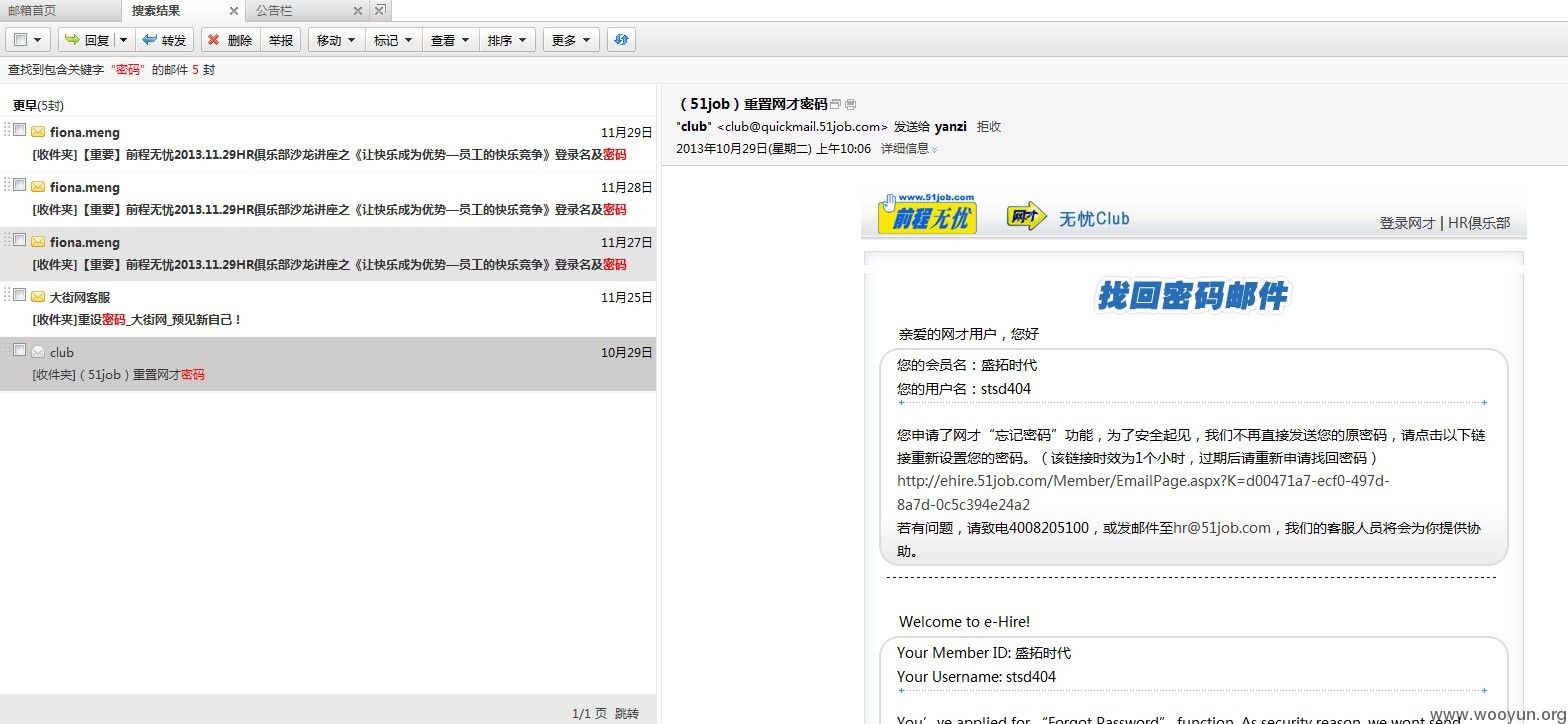 邮箱首页 搜索结果 公告栏
回复 转发 删除 举报 移动 标记 查看 排序 更多
查找到包含关键字 “密码” 的邮件 5 封
更早(5封)
fiona.meng 11月29日
[收件夹]【重要】前程无忧2013.11.29HR俱乐部沙龙讲座之《让快乐成为优势—员工的快乐竞争》登录名及密码
fiona.meng 11月28日
[收件夹]【重要】前程无忧2013.11.29HR俱乐部沙龙讲座之《让快乐成为优势—员工的快乐竞争》登录名及密码
fiona.meng 11月27日
[收件夹]【重要】前程无忧2013.11.29HR俱乐部沙龙讲座之《让快乐成为优势—员工的快乐竞争》登录名及密码
大街网客服 11月25日
[收件夹]重设密码_大街网_预见新自己！
club 10月29日
[收件夹]（51job）重置网才密码
1/1 页 跳转
（51job）重置网才密码
"club" <club@quickmail.51job.com> 发送给 yanzi 拒收
2013年10月29日(星期二) 上午10:06 详细信息
www.51job.com
前程无忧 网才 无忧Club 登录网才 | HR俱乐部
找回密码邮件
亲爱的网才用户，您好
您的会员名：盛拓时代
您的用户名：stsd404
您申请了网才“忘记密码”功能，为了安全起见，我们不再直接发送您的原密码，请点击以下链
接重新设置您的密码。（该链接时效为1个小时，过期后请重新申请找回密码）
http://ehire.51job.com/Member/EmailPage.aspx?K=d00471a7-ecf0-497d-
8a7d-0c5c394e24a2
若有问题，请致电4008205100，或发邮件至hr@51job.com，我们的客服人员将会为你提供协
助。
Welcome to e-Hire!
Your Member ID: 盛拓时代
Your Username: stsd404
You’ve applied for “Forgot Password” function. As security reason, we wont send
www.wooyun.org